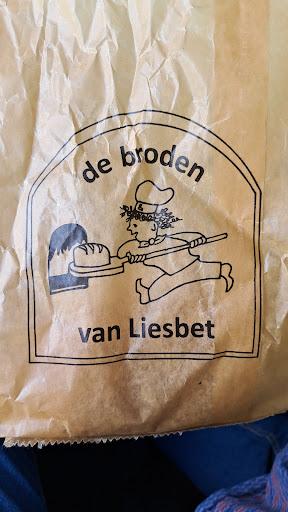 de broden
van Liesbet